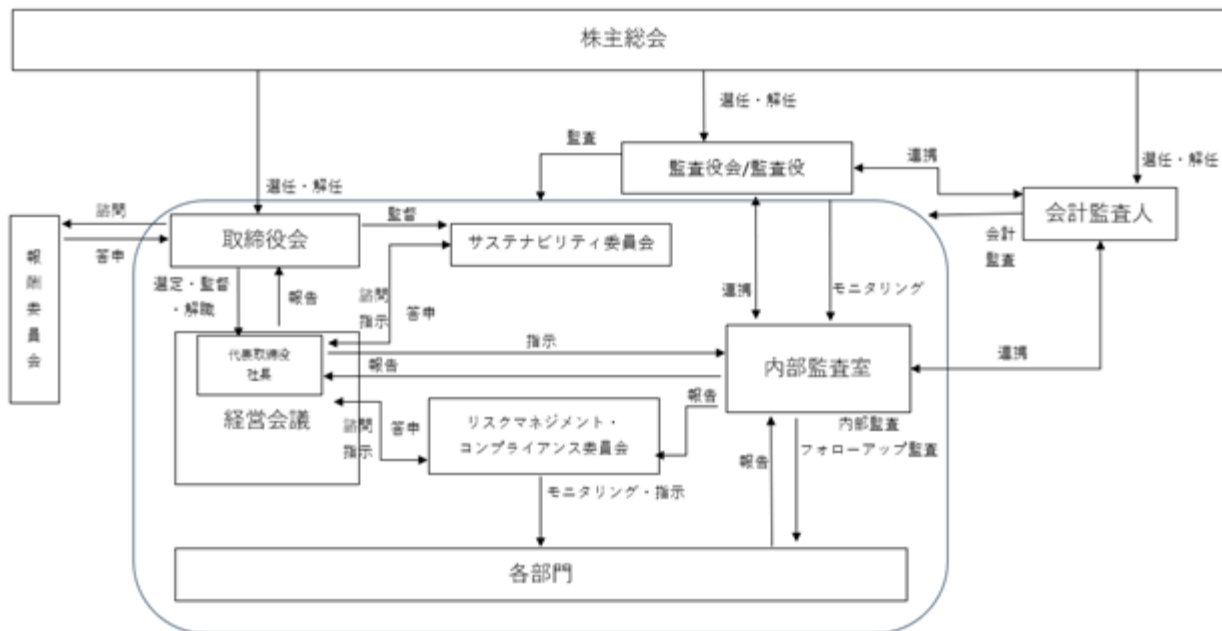 株主総会
選任・解任
監査
監査役会/監査役
連携
選任・解任
選任・解任
諮問
取締役会
監督
サステナビリティ委員会
会計監査人
答申
会計
監査
報酬委員会
選定・監督
・解職
報告
諮問
指示
答申
連携
モニタリング
代表取締役
社長
指示
報告
内部監査室
連携
経営会議
諮問
指示
答申
リスクマネジメント・
コンプライアンス委員会
報告
内部監査
フォローアップ監査
報告
モニタリング・指示
各部門